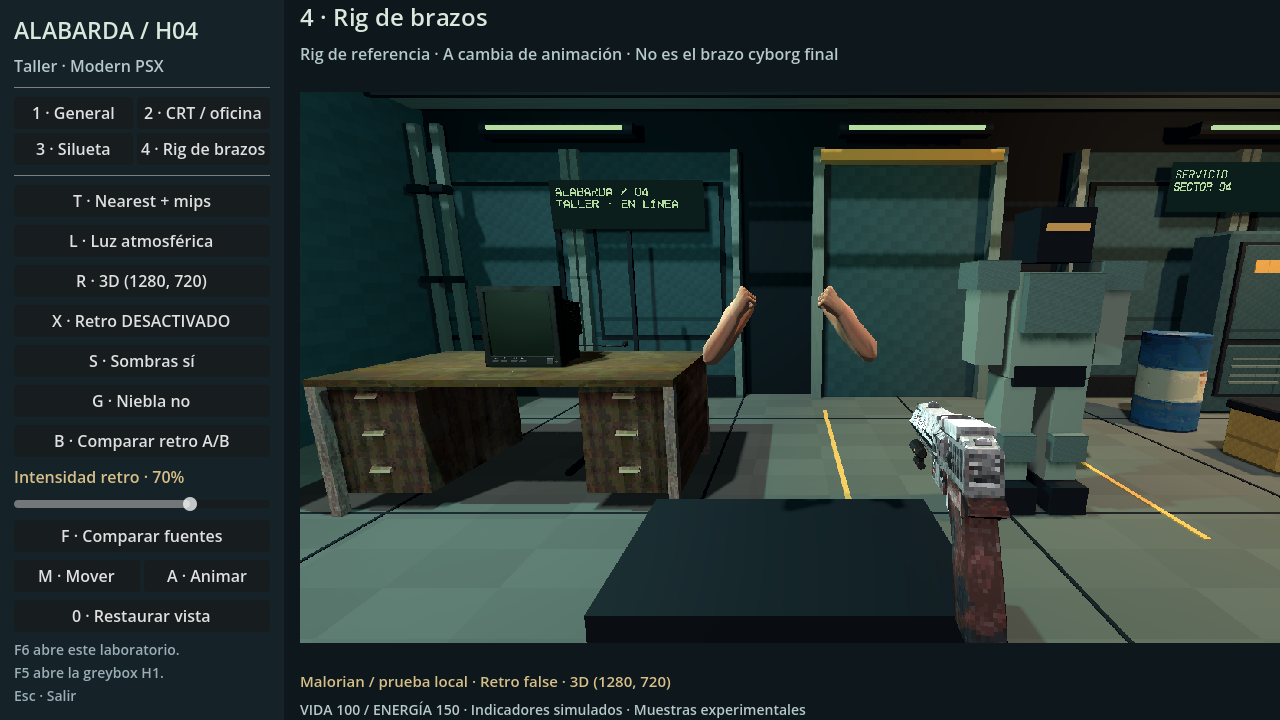 ALABARDA / H04
Taller · Modern PSX
1 · General
2 · CRT / oficina
3 · Silueta
4 · Rig de brazos
T · Nearest + mips
L · Luz atmosférica
R · 3D (1280, 720)
X · Retro DESACTIVADO
S · Sombras sí
G · Niebla no
B · Comparar retro A/B
Intensidad retro · 70%
F · Comparar fuentes
M · Mover
A · Animar
0 · Restaurar vista
F6 abre este laboratorio.
F5 abre la greybox H1.
Esc · Salir
4 · Rig de brazos
Rig de referencia · A cambia de animación · No es el brazo cyborg final
ALABARDA / 04
TALLER · EN LÍNEA
SERVICIO
SECTOR 04
Malorian / prueba local · Retro false · 3D (1280, 720)
VIDA 100 / ENERGÍA 150 · Indicadores simulados · Muestras experimentales